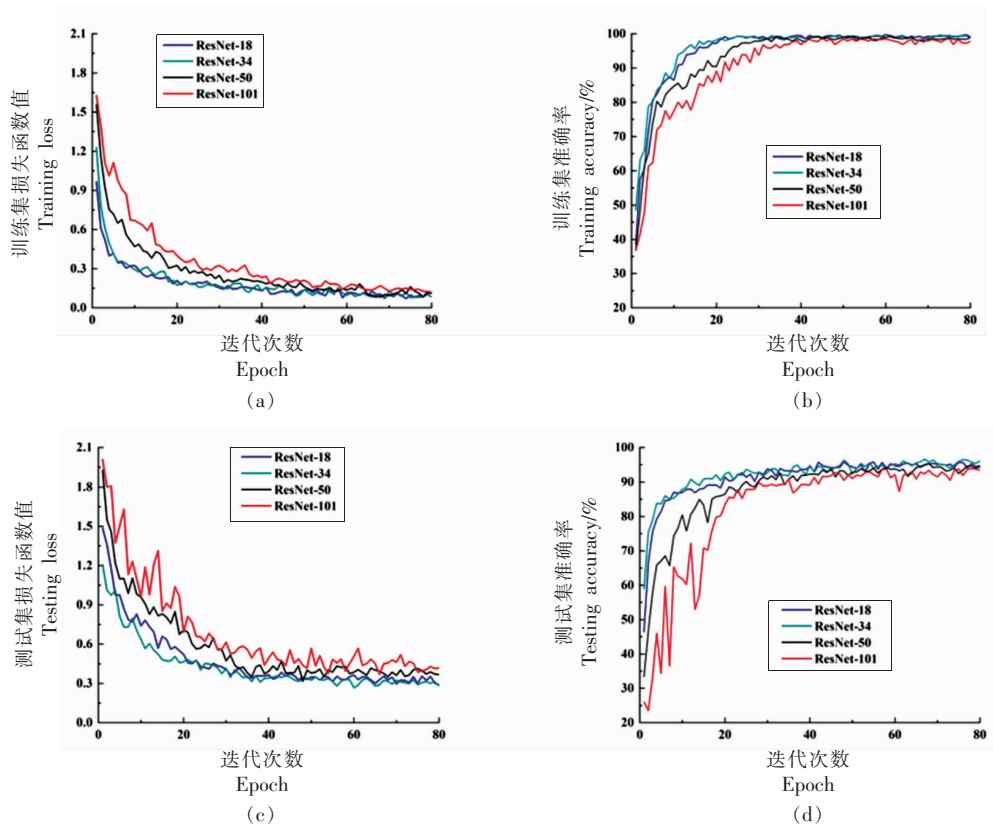 2.1
1.8
1.5
1.2
0.9
0.6
0.3
0.0
训练集损失函数值
Training loss
ResNet-18
ResNet-34
ResNet-50
ResNet-101
0 20 40 60 80
迭代次数
Epoch
(a)
100
90
80
70
60
50
40
30
20
训练集准确率
Training accuracy/%
ResNet-18
ResNet-34
ResNet-50
ResNet-101
0 20 40 60 80
迭代次数
Epoch
(b)
2.1
1.8
1.5
1.2
0.9
0.6
0.3
0.0
测试集损失函数值
Testing loss
ResNet-18
ResNet-34
ResNet-50
ResNet-101
0 20 40 60 80
迭代次数
Epoch
(c)
100
90
80
70
60
50
40
30
20
测试集准确率
Testing accuracy/%
ResNet-18
ResNet-34
ResNet-50
ResNet-101
0 20 40 60 80
迭代次数
Epoch
(d)